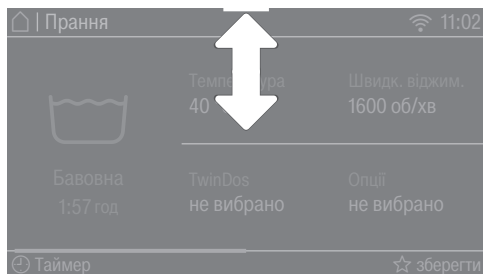 | Прання 11:02
Температура Швидк. віджим.
40 1600 об/хв
Бавовна TwinDos Опції
1:57 год не вибрано не вибрано
Таймер зберегти